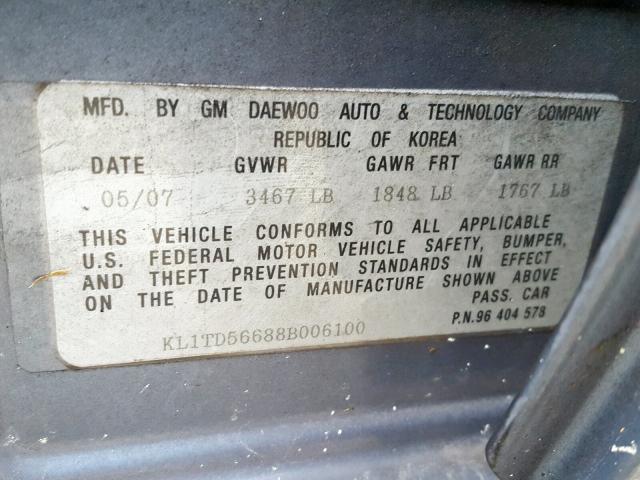 MFD. BY GM DAEWOO AUTO & TECHNOLOGY COMPANY
REPUBLIC OF KOREA
DATE GVWR GAWR FRT GAWR RR
05/07 3467 LB 1848 LB 1767 LB
THIS VEHICLE CONFORMS TO ALL APPLICABLE
U.S. FEDERAL MOTOR VEHICLE SAFETY, BUMPER,
AND THEFT PREVENTION STANDARDS IN EFFECT
ON THE DATE OF MANUFACTURE SHOWN ABOVE
PASS. CAR
P.N.96 404 578
KL1TD56688B006100